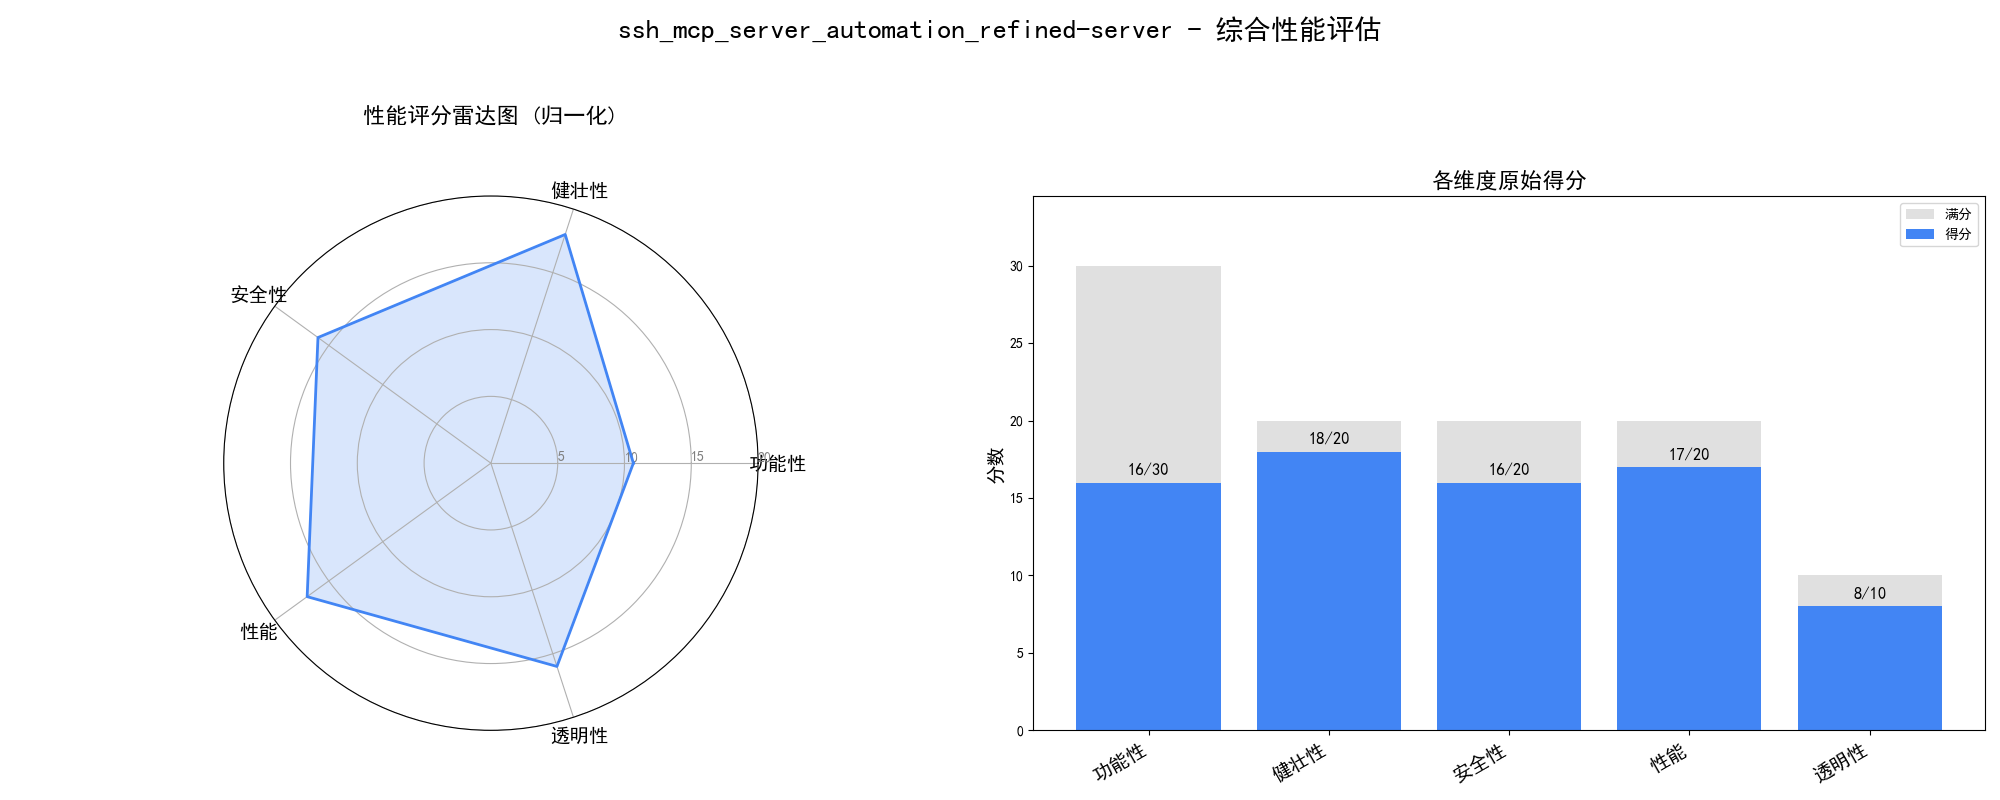 ssh_mcp_server_automation_refined-server - 综合性能评估
性能评分雷达图 (归一化)
健壮性
安全性
功能性
性能
透明性
5
10
15
20
各维度原始得分
满分
得分
分数
30
25
20
15
10
5
0
16/30
18/20
16/20
17/20
8/10
功能性
健壮性
安全性
性能
透明性